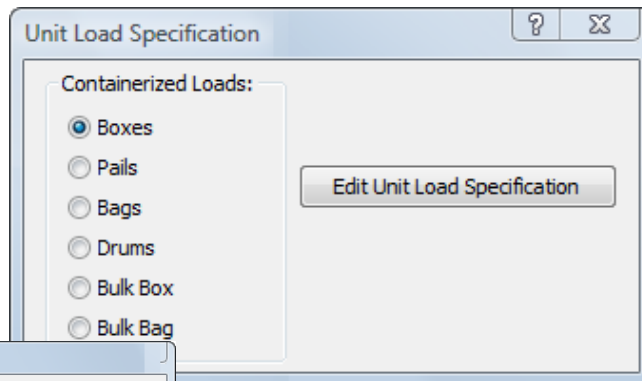 Unit Load Specification
?
Containerized Loads:
Boxes
Pails
Edit Unit Load Specification
Bags
Drums
Bulk Box
Bulk Bag